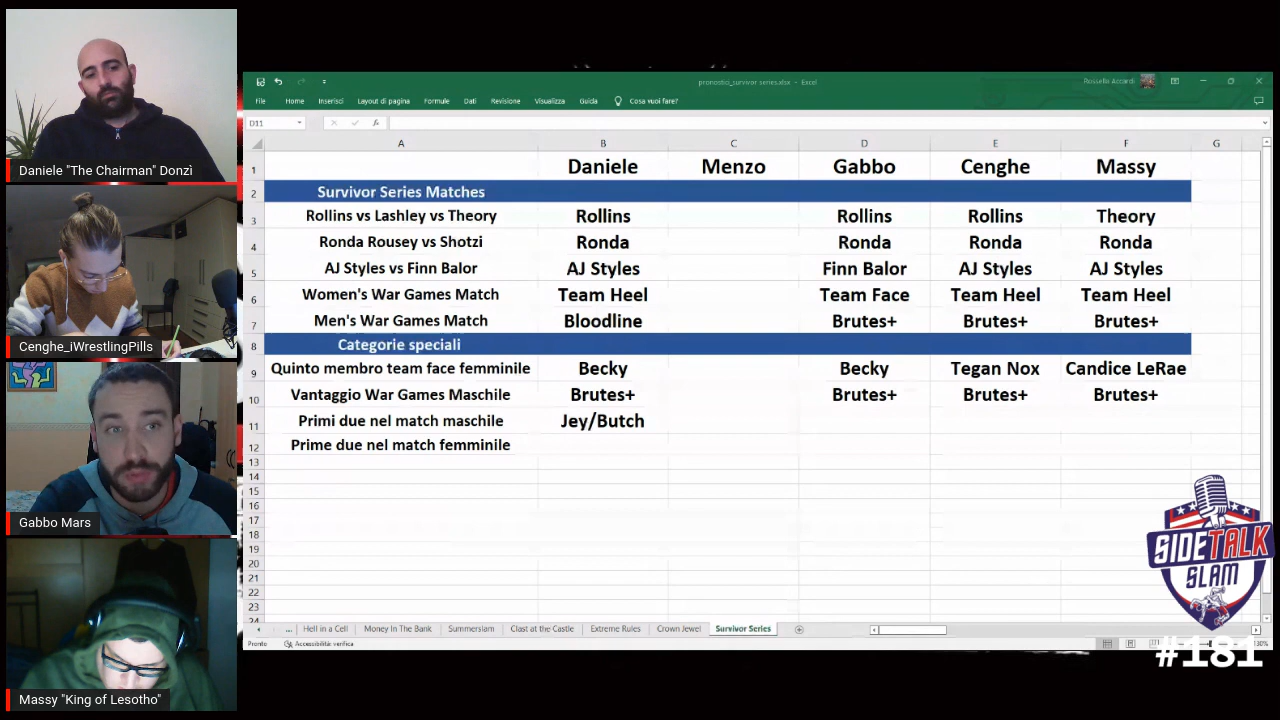 Daniele "The Chairman" Donzì
Cenghe_iWrestlingPills
Gabbo Mars
Massy "King of Lesotho"
pronostici_survivor series.xlsx - Excel
Rossella Accardi
File Home Inserisci Layout di pagina Formule Dati Revisione Visualizza Guida Cosa vuoi fare?
D11 fx
A B C D E F G
1 Daniele Menzo Gabbo Cenghe Massy
2 Survivor Series Matches
3 Rollins vs Lashley vs Theory Rollins Rollins Rollins Theory
4 Ronda Rousey vs Shotzi Ronda Ronda Ronda Ronda
5 AJ Styles vs Finn Balor AJ Styles Finn Balor AJ Styles AJ Styles
6 Women's War Games Match Team Heel Team Face Team Heel Team Heel
7 Men's War Games Match Bloodline Brutes+ Brutes+ Brutes+
8 Categorie speciali
9 Quinto membro team face femminile Becky Becky Tegan Nox Candice LeRae
10 Vantaggio War Games Maschile Brutes+ Brutes+ Brutes+ Brutes+
11 Primi due nel match maschile Jey/Butch
12 Prime due nel match femminile
13
14
15
16
17
18
19
20
21
22
23
24
... Hell in a Cell Money In The Bank Summerslam Clast at the Castle Extreme Rules Crown Jewel Survivor Series
Pronto Accessibilità: verifica
SIDETALK
SLAM
#181